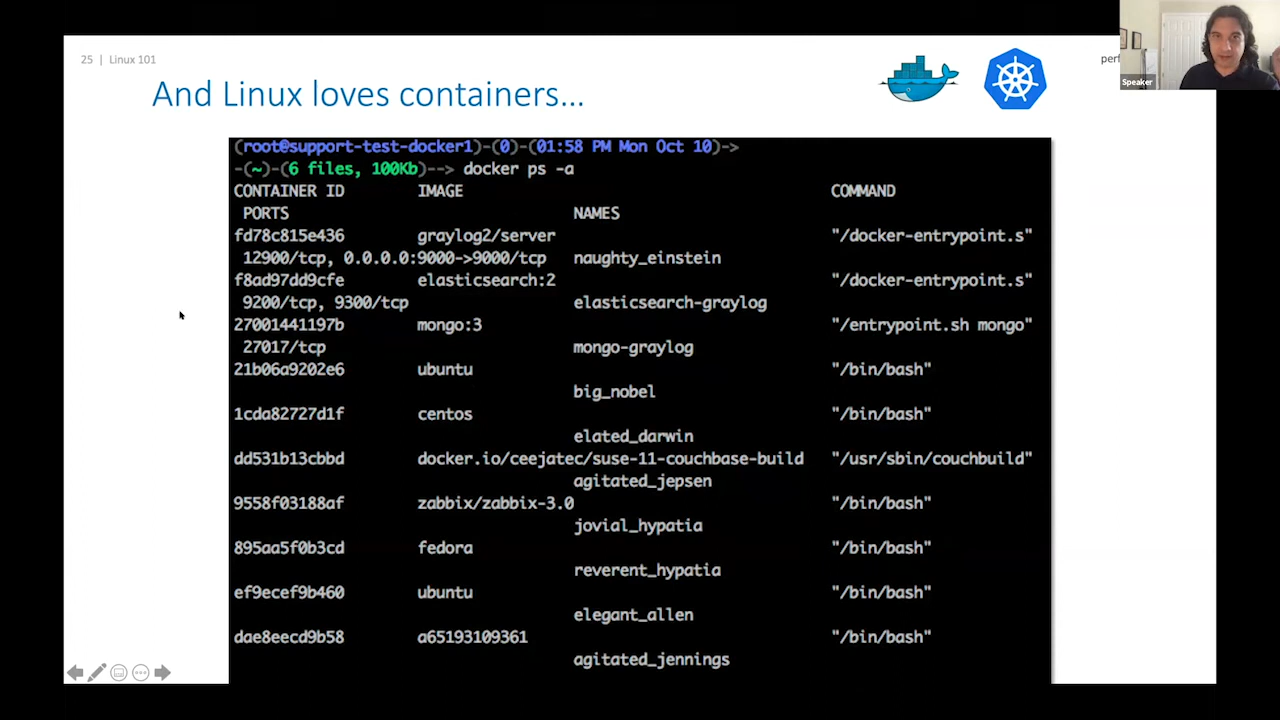 25 | Linux 101
And Linux loves containers...
perf
Speaker
(root@support-test-docker1)-(0)-(01:58 PM Mon Oct 10)->
-(~)-(6 files, 100Kb)--> docker ps -a
CONTAINER ID IMAGE COMMAND
PORTS NAMES
fd78c815e436 graylog2/server "/docker-entrypoint.s"
12900/tcp, 0.0.0.0:9000->9000/tcp naughty_einstein
f8ad97dd9cfe elasticsearch:2 "/docker-entrypoint.s"
9200/tcp, 9300/tcp elasticsearch-graylog
27001441197b mongo:3 "/entrypoint.sh mongo"
27017/tcp mongo-graylog
21b06a9202e6 ubuntu "/bin/bash"
big_nobel
1cda82727d1f centos "/bin/bash"
elated_darwin
dd531b13cbbd docker.io/ceejatec/suse-11-couchbase-build "/usr/sbin/couchbuild"
agitated_jepsen
9558f03188af zabbix/zabbix-3.0 "/bin/bash"
jovial_hypatia
895aa5f0b3cd fedora "/bin/bash"
reverent_hypatia
ef9ecef9b460 ubuntu "/bin/bash"
elegant_allen
dae8eecd9b58 a65193109361 "/bin/bash"
agitated_jennings